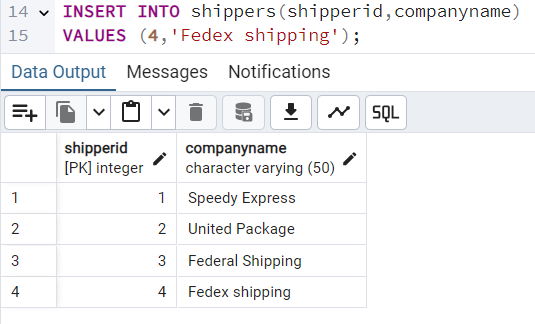 14 INSERT INTO shippers(shipperid,companyname)
15 VALUES (4,'Fedex shipping');
Data Output Messages Notifications
SQL
shipperid companyname
[PK] integer character varying (50)
1 1 Speedy Express
2 2 United Package
3 3 Federal Shipping
4 4 Fedex shipping